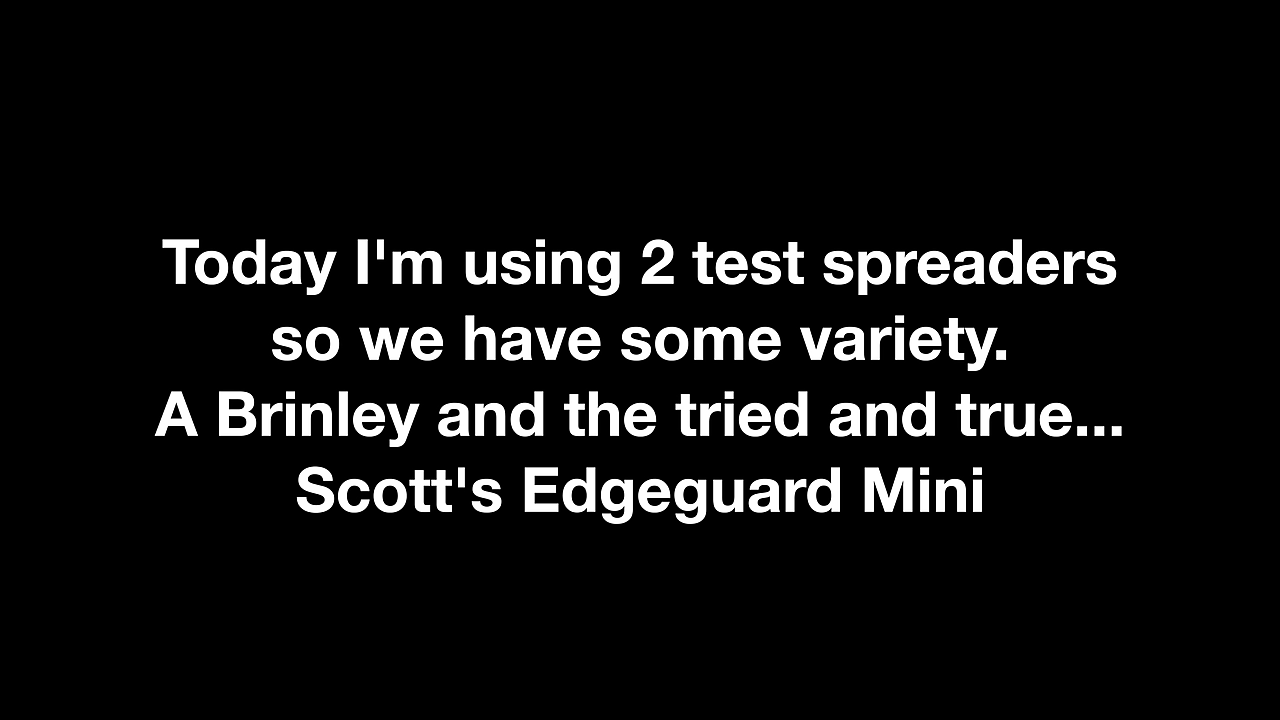 Today I'm using 2 test spreaders
so we have some variety.
A Brinley and the tried and true...
Scott's Edgeguard Mini